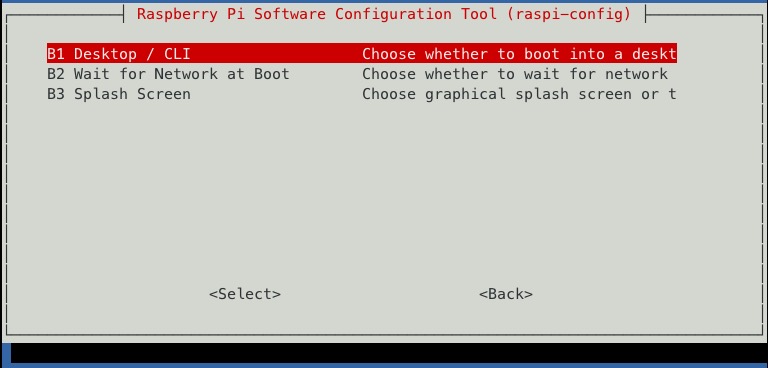 Raspberry Pi Software Configuration Tool (raspi-config)
B1 Desktop / CLI Choose whether to boot into a deskt
B2 Wait for Network at Boot Choose whether to wait for network
B3 Splash Screen Choose graphical splash screen or t
<Select> <Back>